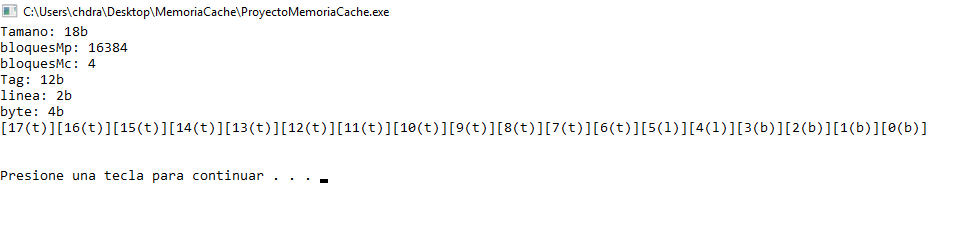 C:\Users\chdra\Desktop\MemoriaCache\ProyectoMemoriaCache.exe
Tamano: 18b
bloquesMp: 16384
bloquesMc: 4
Tag: 12b
linea: 2b
byte: 4b
[17(t)][16(t)][15(t)][14(t)][13(t)][12(t)][11(t)][10(t)][9(t)][8(t)][7(t)][6(t)][5(l)][4(l)][3(b)][2(b)][1(b)][0(b)]
Presione una tecla para continuar . . .